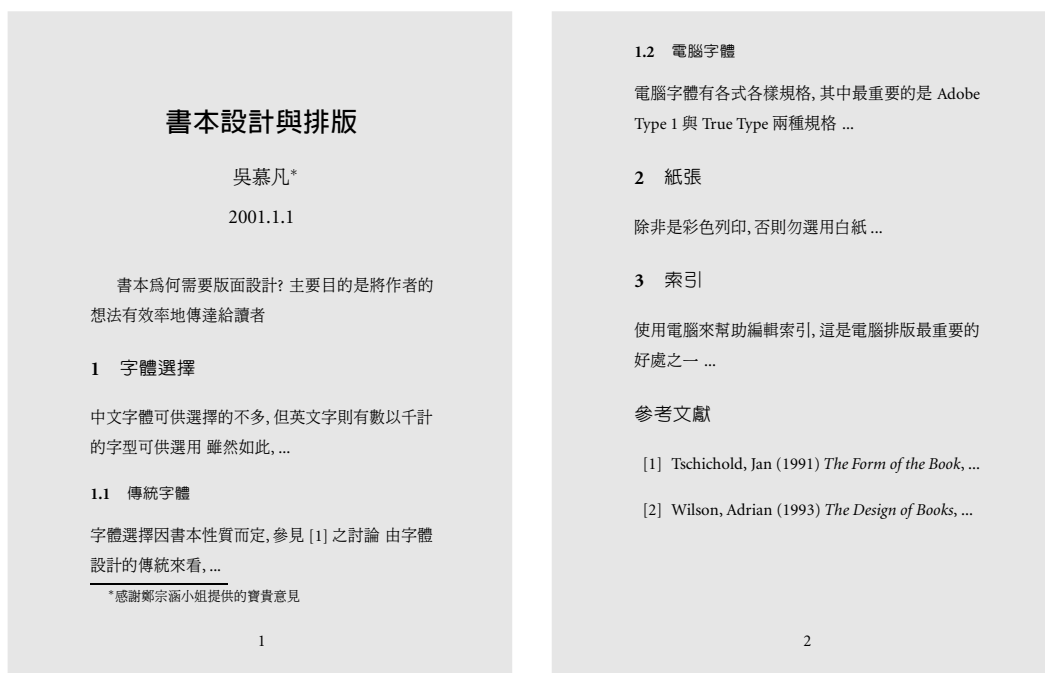 書本設計與排版
吳慕凡*
2001.1.1
書本爲何需要版面設計? 主要目的是將作者的
想法有效率地傳達給讀者
1 字體選擇
中文字體可供選擇的不多, 但英文字則有數以千計
的字型可供選用 雖然如此, ...
1.1 傳統字體
字體選擇因書本性質而定, 參見 [1] 之討論 由字體
設計的傳統來看, ...
*感謝鄭宗涵小姐提供的寶貴意見
1
1.2 電腦字體
電腦字體有各式各樣規格, 其中最重要的是 Adobe
Type 1 與 True Type 兩種規格 ...
2 紙張
除非是彩色列印, 否則勿選用白紙 ...
3 索引
使用電腦來幫助編輯索引, 這是電腦排版最重要的
好處之一 ...
參考文獻
[1] Tschichold, Jan (1991) The Form of the Book, ...
[2] Wilson, Adrian (1993) The Design of Books, ...
2